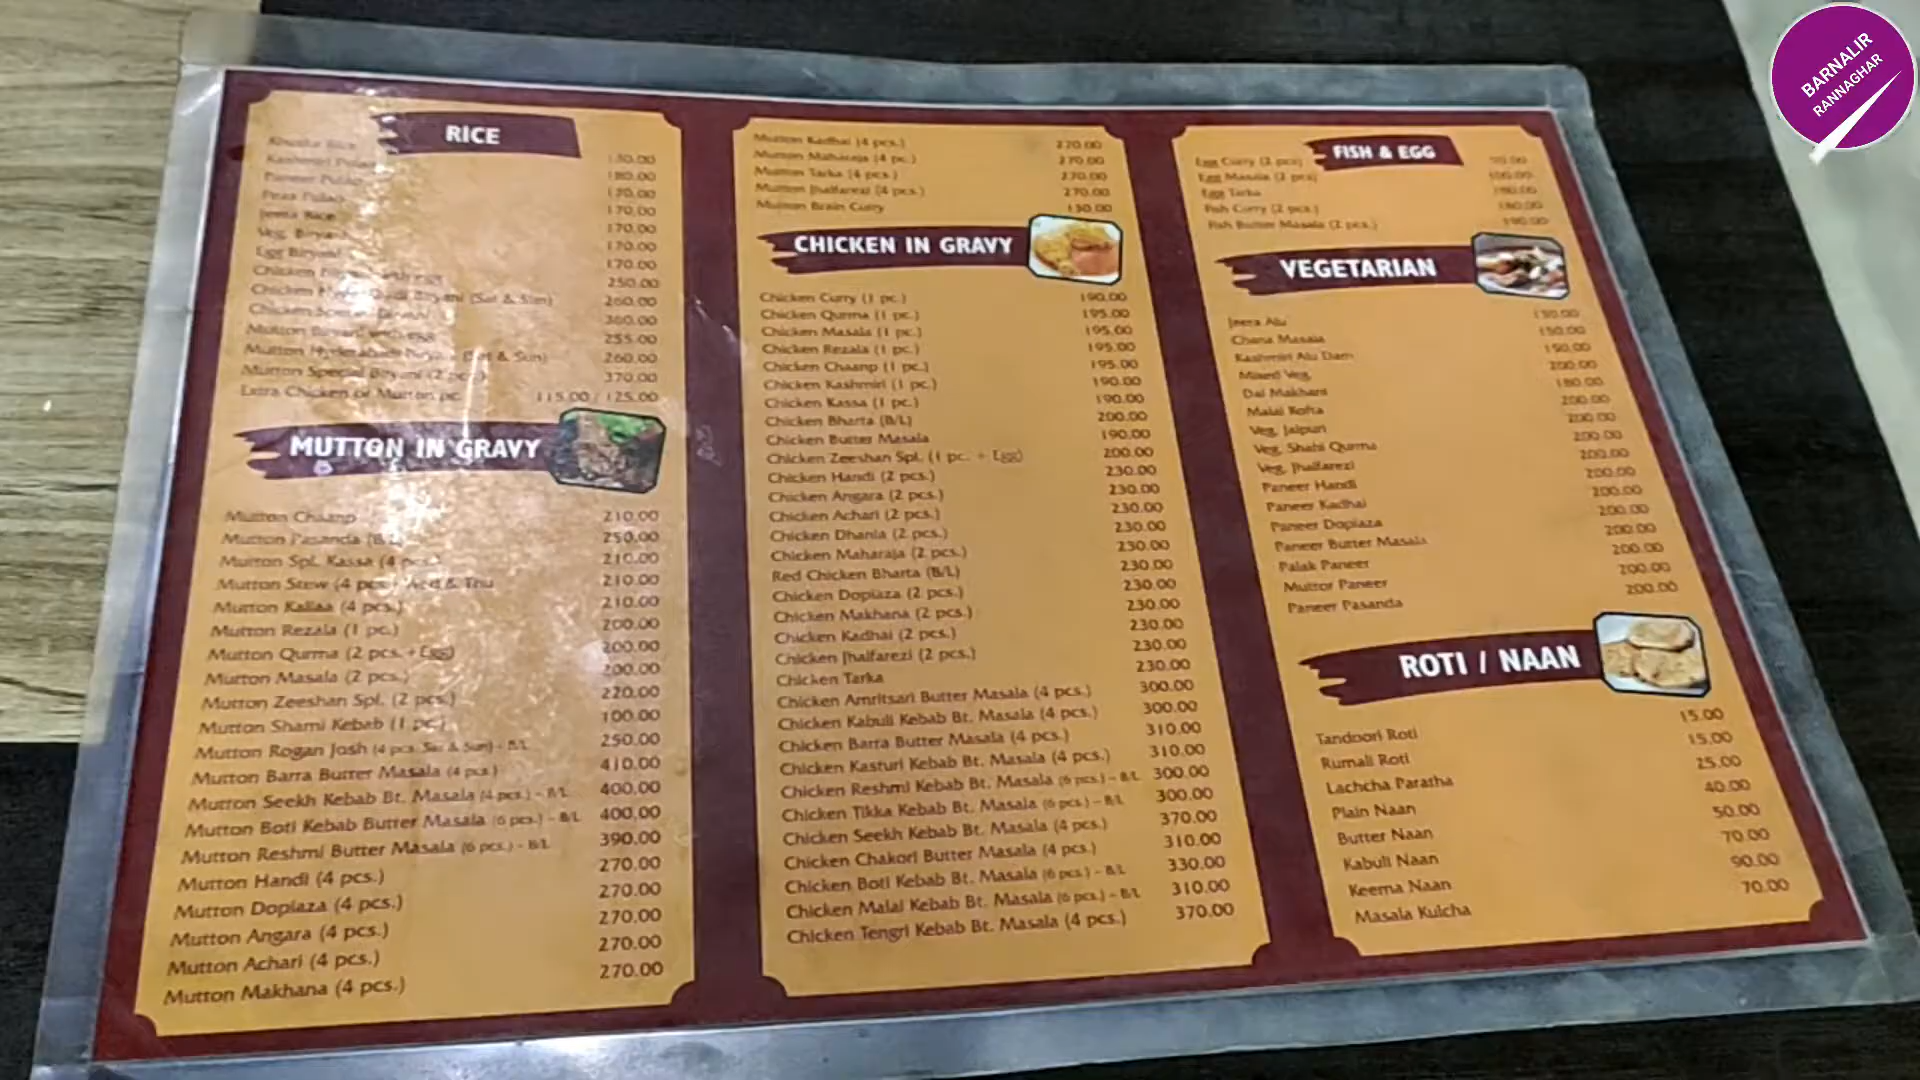 RICE
Kashmiri Pulao 180.00
Paneer Pulao 170.00
Peas Pulao 170.00
Jeera Rice 170.00
Veg. Biryani 170.00
Egg Biryani 170.00
Chicken 250.00
Chicken Biryani (Sat & Sun) 260.00
Chicken Special Biryani 360.00
Mutton Biryani with egg 255.00
Mutton Hyderabadi (Sat & Sun) 260.00
Mutton Special Biryani (2 pcs.) 370.00
Extra Chicken or Mutton pc. 115.00 / 125.00
MUTTON IN GRAVY
Mutton Chaanp 210.00
Mutton Pasanda (B/L) 250.00
Mutton Spl. Kassa (4 pcs.) 210.00
Mutton Stew (4 pcs.) Wed & Thu 210.00
Mutton Kaliaa (4 pcs.) 210.00
Mutton Rezala (1 pc.) 200.00
Mutton Qurma (2 pcs. + Egg) 200.00
Mutton Masala (2 pcs.) 200.00
Mutton Zeeshan Spl. (2 pcs.) 220.00
Mutton Shami Kebab (1 pc.) 100.00
Mutton Rogan Josh (4 pcs. Sat & Sun) - B/L 250.00
Mutton Barra Butter Masala (4 pcs.) 410.00
Mutton Seekh Kebab Bt. Masala (4 pcs.) - B/L 400.00
Mutton Boti Kebab Butter Masala (6 pcs.) - B/L 400.00
Mutton Reshmi Butter Masala (6 pcs.) - B/L 390.00
Mutton Handi (4 pcs.) 270.00
Mutton Dopiaza (4 pcs.) 270.00
Mutton Angara (4 pcs.) 270.00
Mutton Achari (4 pcs.) 270.00
Mutton Makhana (4 pcs.) 270.00
Mutton Kadhai (4 pcs.) 270.00
Mutton Maharaja (4 pc.) 270.00
Mutton Tarka (4 pcs.) 270.00
Mutton Jhalfarezi (4 pcs.) 270.00
Mutton Brain Curry 130.00
CHICKEN IN GRAVY
Chicken Curry (1 pc.) 190.00
Chicken Qurma (1 pc.) 195.00
Chicken Masala (1 pc.) 195.00
Chicken Rezala (1 pc.) 195.00
Chicken Chaanp (1 pc.) 195.00
Chicken Kashmiri (1 pc.) 190.00
Chicken Kassa (1 pc.) 190.00
Chicken Bharta (B/L) 200.00
Chicken Butter Masala 190.00
Chicken Zeeshan Spl. (1 pc. + Egg) 200.00
Chicken Handi (2 pcs.) 230.00
Chicken Angara (2 pcs.) 230.00
Chicken Achari (2 pcs.) 230.00
Chicken Dhania (2 pcs.) 230.00
Chicken Maharaja (2 pcs.) 230.00
Red Chicken Bharta (B/L) 230.00
Chicken Dopiaza (2 pcs.) 230.00
Chicken Makhana (2 pcs.) 230.00
Chicken Kadhai (2 pcs.) 230.00
Chicken Jhalfarezi (2 pcs.) 230.00
Chicken Tarka 230.00
Chicken Amritsari Butter Masala (4 pcs.) 300.00
Chicken Kabuli Kebab Bt. Masala (4 pcs.) 300.00
Chicken Barra Butter Masala (4 pcs.) 310.00
Chicken Kasturi Kebab Bt. Masala (4 pcs.) 310.00
Chicken Reshmi Kebab Bt. Masala (6 pcs.) - B/L 300.00
Chicken Tikka Kebab Bt. Masala (6 pcs.) - B/L 300.00
Chicken Seekh Kebab Bt. Masala (4 pcs.) 370.00
Chicken Chakori Butter Masala (4 pcs.) 310.00
Chicken Boti Kebab Bt. Masala (6 pcs.) - B/L 330.00
Chicken Malai Kebab Bt. Masala (6 pcs.) - B/L 310.00
Chicken Tengri Kebab Bt. Masala (4 pcs.) 370.00
FISH & EGG
Egg Curry (2 pcs)
Egg Masala (2 pcs)
Egg Tarka
Fish Curry (2 pcs.) 180.00
Fish Butter Masala (2 pcs.) 190.00
VEGETARIAN
Jeera Alu 150.00
Chana Masala 150.00
Kashmiri Alu Dam 150.00
Mixed Veg. 200.00
Dal Makhani 180.00
Malai Kofta 200.00
Veg. Jaipuri 200.00
Veg. Shahi Qurma 200.00
Veg. Jhalfarezi 200.00
Paneer Handi 200.00
Paneer Kadhai 200.00
Paneer Dopiaza 200.00
Paneer Butter Masala 200.00
Palak Paneer 200.00
Muttor Paneer 200.00
Paneer Pasanda 200.00
ROTI / NAAN
Tandoori Roti 15.00
Rumali Roti 15.00
Lachcha Paratha 25.00
Plain Naan 40.00
Butter Naan 50.00
Kabuli Naan 70.00
Keema Naan 90.00
Masala Kulcha 70.00
BARNALIR
RANNAGHAR